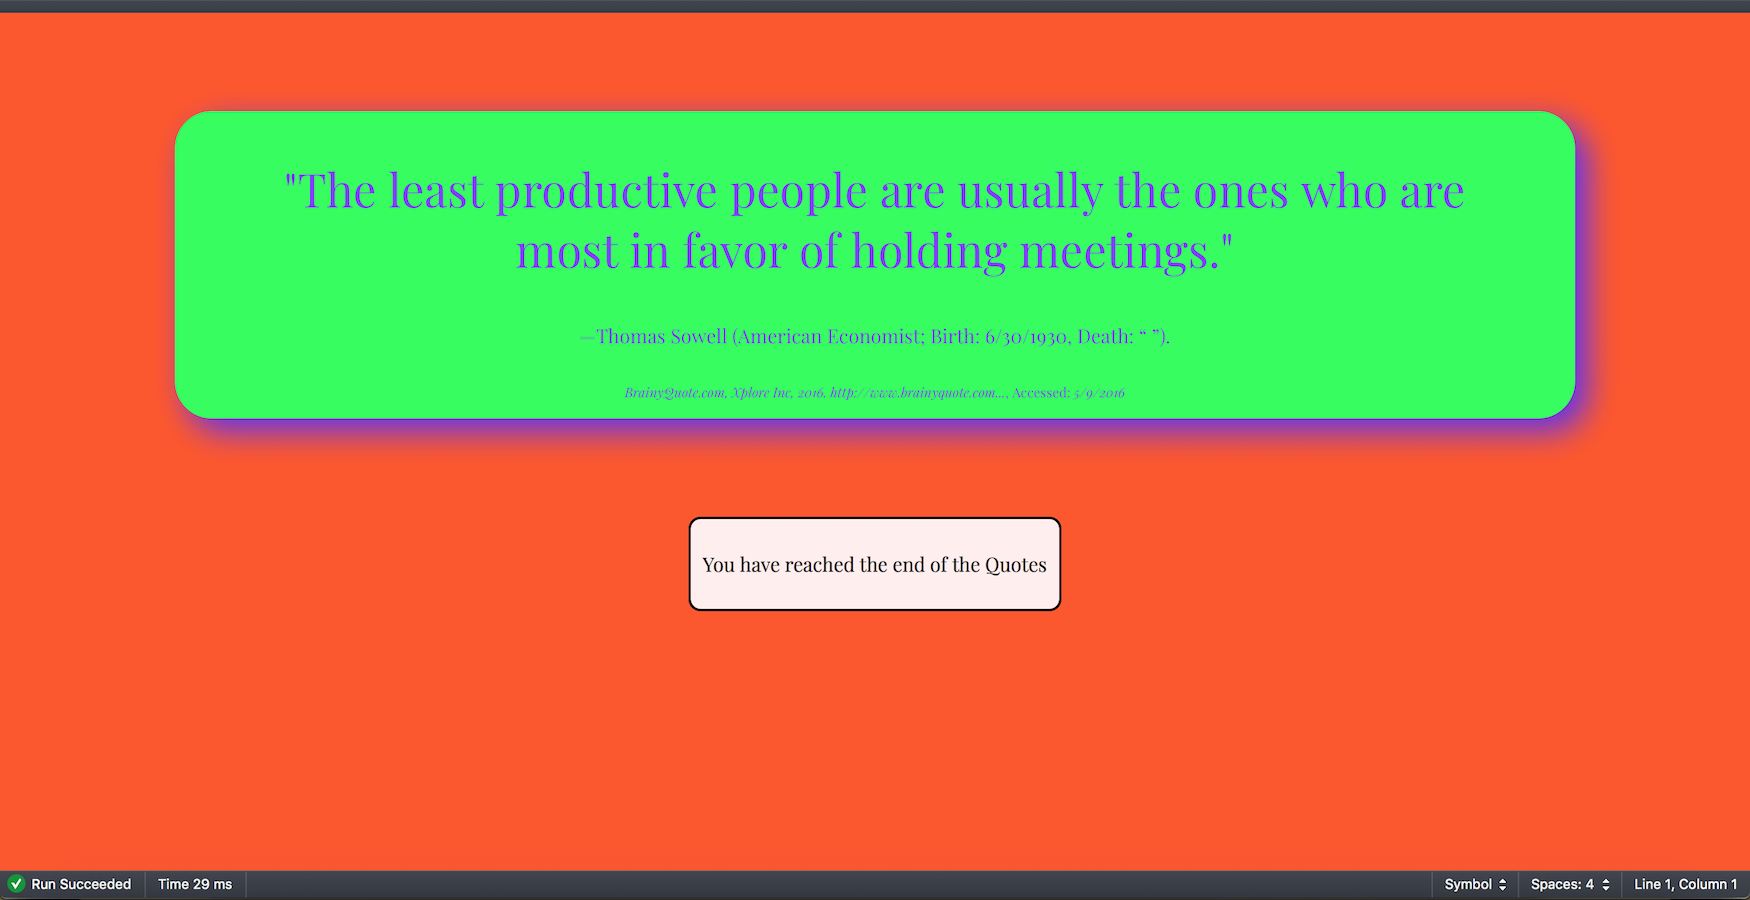 "The least productive people are usually the ones who are
most in favor of holding meetings."
—Thomas Sowell (American Economist; Birth: 6/30/1930, Death: “ ”).
BrainyQuote.com, Xplore Inc, 2016. http://www.brainyquote.com..., Accessed: 5/9/2016
You have reached the end of the Quotes
Run Succeeded Time 29 ms Symbol Spaces: 4 Line 1, Column 1